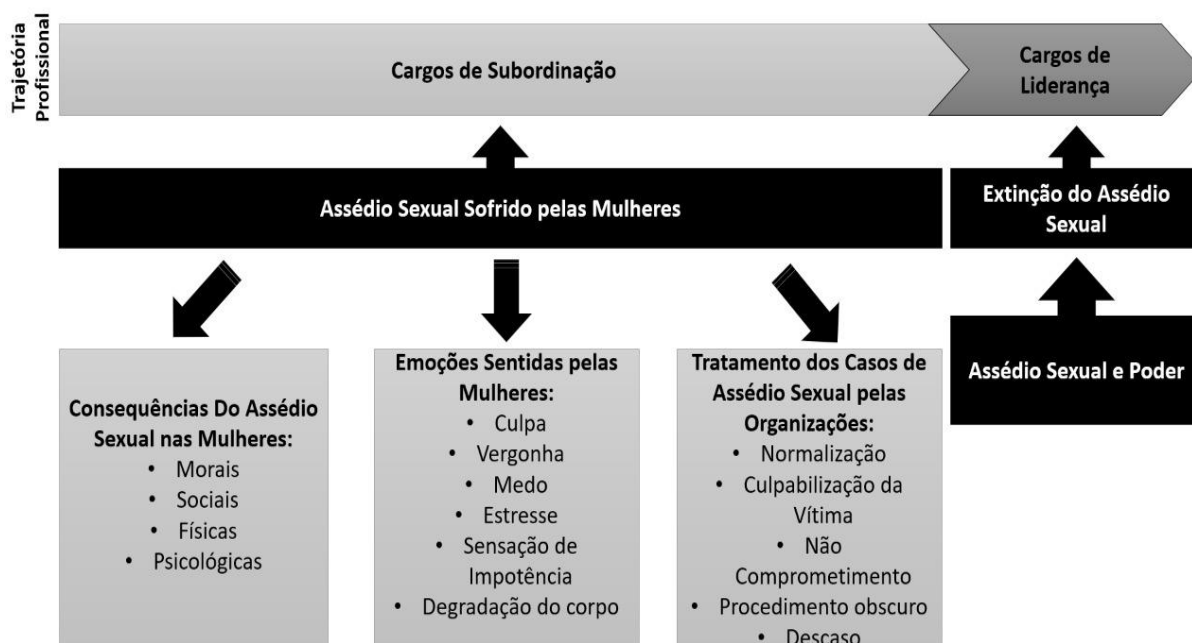 Trajetória
Profissional
Cargos de Subordinação
Cargos de
Liderança
Assédio Sexual Sofrido pelas Mulheres
Extinção do Assédio
Sexual
Assédio Sexual e Poder
Consequências Do Assédio
Sexual nas Mulheres:
• Morais
• Sociais
• Físicas
• Psicológicas
Emoções Sentidas pelas
Mulheres:
• Culpa
• Vergonha
• Medo
• Estresse
• Sensação de
Impotência
• Degradação do corpo
Tratamento dos Casos de
Assédio Sexual pelas
Organizações:
• Normalização
• Culpabilização da
Vítima
• Não
Comprometimento
• Procedimento obscuro
• Descaso